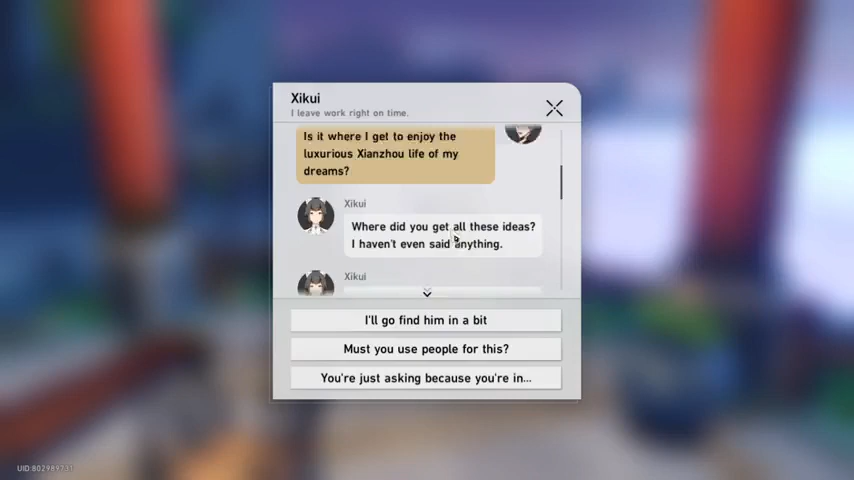 Xikui
I leave work right on time.
Is it where I get to enjoy the
luxurious Xianzhou life of my
dreams?
Xikui
Where did you get all these ideas?
I haven't even said anything.
Xikui
I'll go find him in a bit
Must you use people for this?
You're just asking because you're in...
UID:802989731